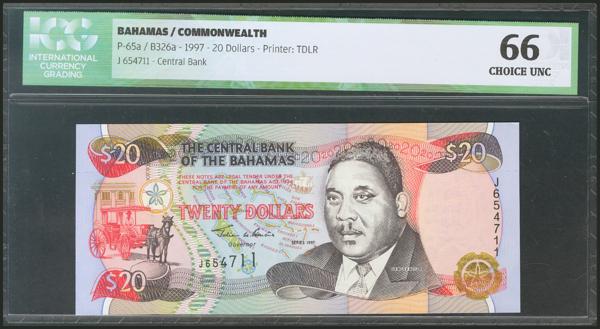 ICG
INTERNATIONAL
CURRENCY
GRADING
BAHAMAS / COMMONWEALTH
P-65a / B326a - 1997 - 20 Dollars - Printer: TDLR
J 654711 - Central Bank
66
CHOICE UNC
$20
THE CENTRAL BANK
OF THE BAHAMAS
$20
THESE NOTES ARE LEGAL TENDER UNDER THE
CENTRAL BANK OF THE BAHAMAS ACT 1974
FOR THE PAYMENT OF ANY AMOUNT
TWENTY DOLLARS
Governor
SERIES 1997
J654711
J654711
$20